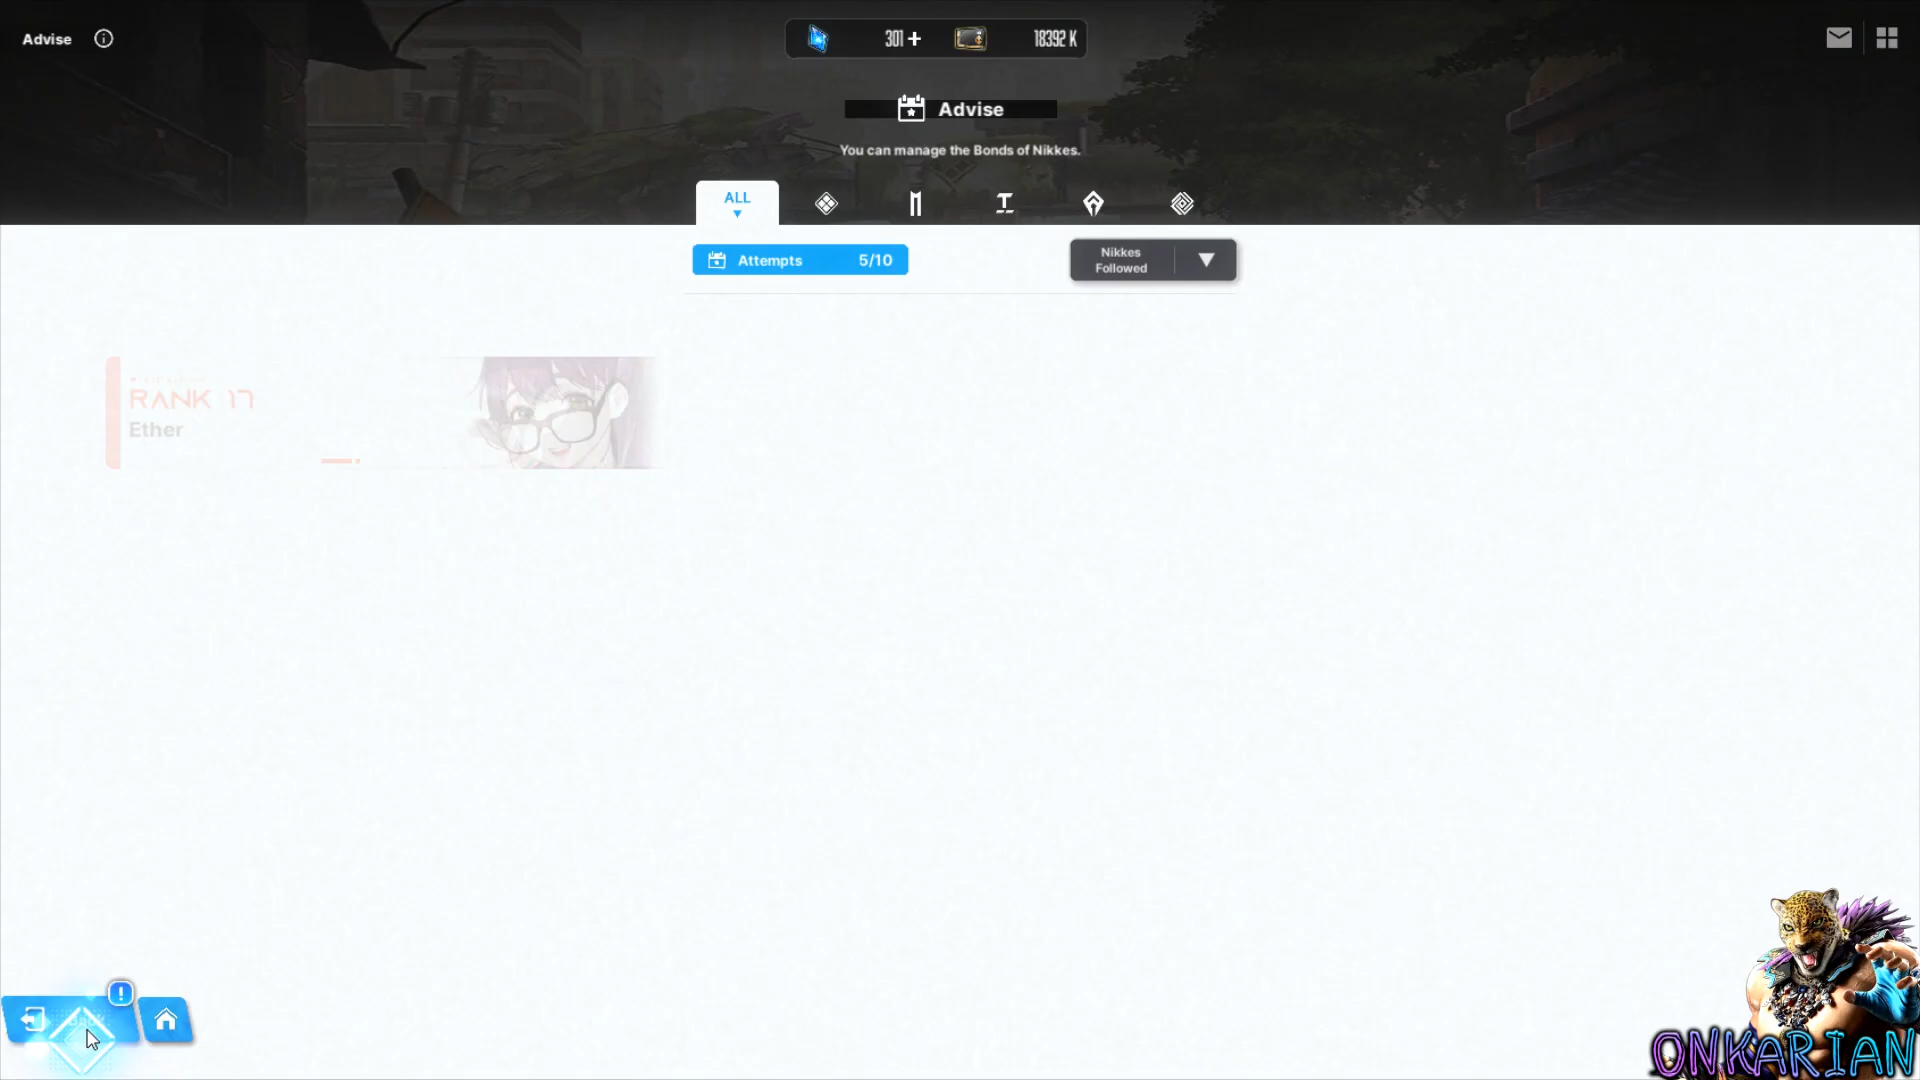 Advise
301
18392 K
Advise
You can manage the Bonds of Nikkes.
ALL
Attempts 5/10
Nikkes
Followed
RANK 17
Ether
ONKARIAN